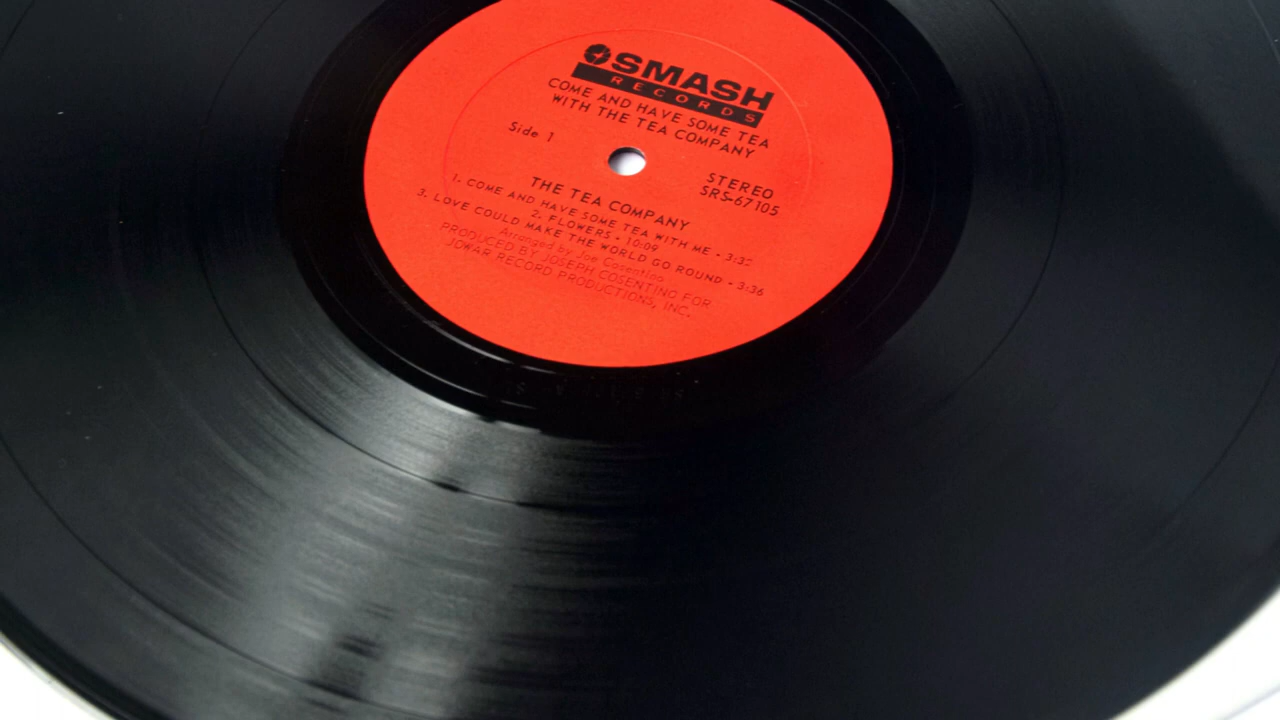 SMASH
RECORDS
COME AND HAVE SOME TEA
WITH THE TEA COMPANY
Side 1
STEREO
SRS-67105
THE TEA COMPANY
1. COME AND HAVE SOME TEA WITH ME - 3:32
2. FLOWERS - 10:09
3. LOVE COULD MAKE THE WORLD GO ROUND - 3:36
Arranged by Joe Cosentino
PRODUCED BY JOSEPH COSENTINO FOR
JOWAR RECORD PRODUCTIONS, INC.